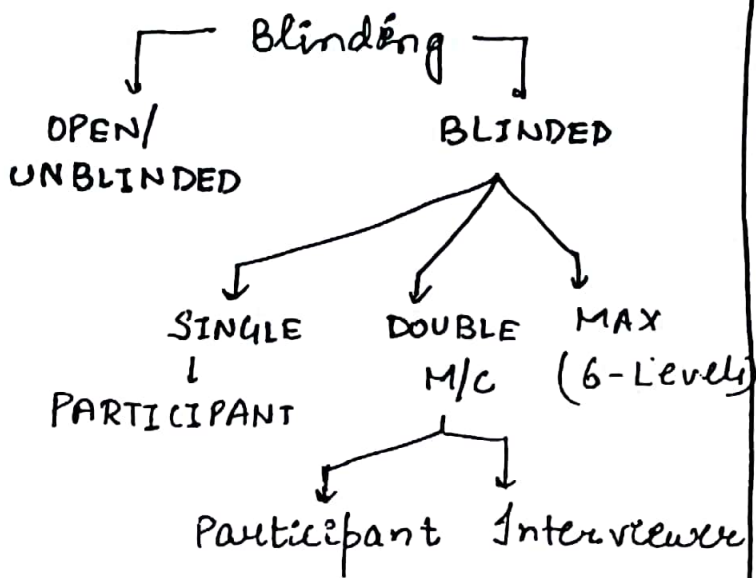 Blinding
OPEN/ BLINDED
UNBLINDED
SINGLE DOUBLE MAX
M/C (6-Levels)
PARTICIPANT
Participant Interviewer